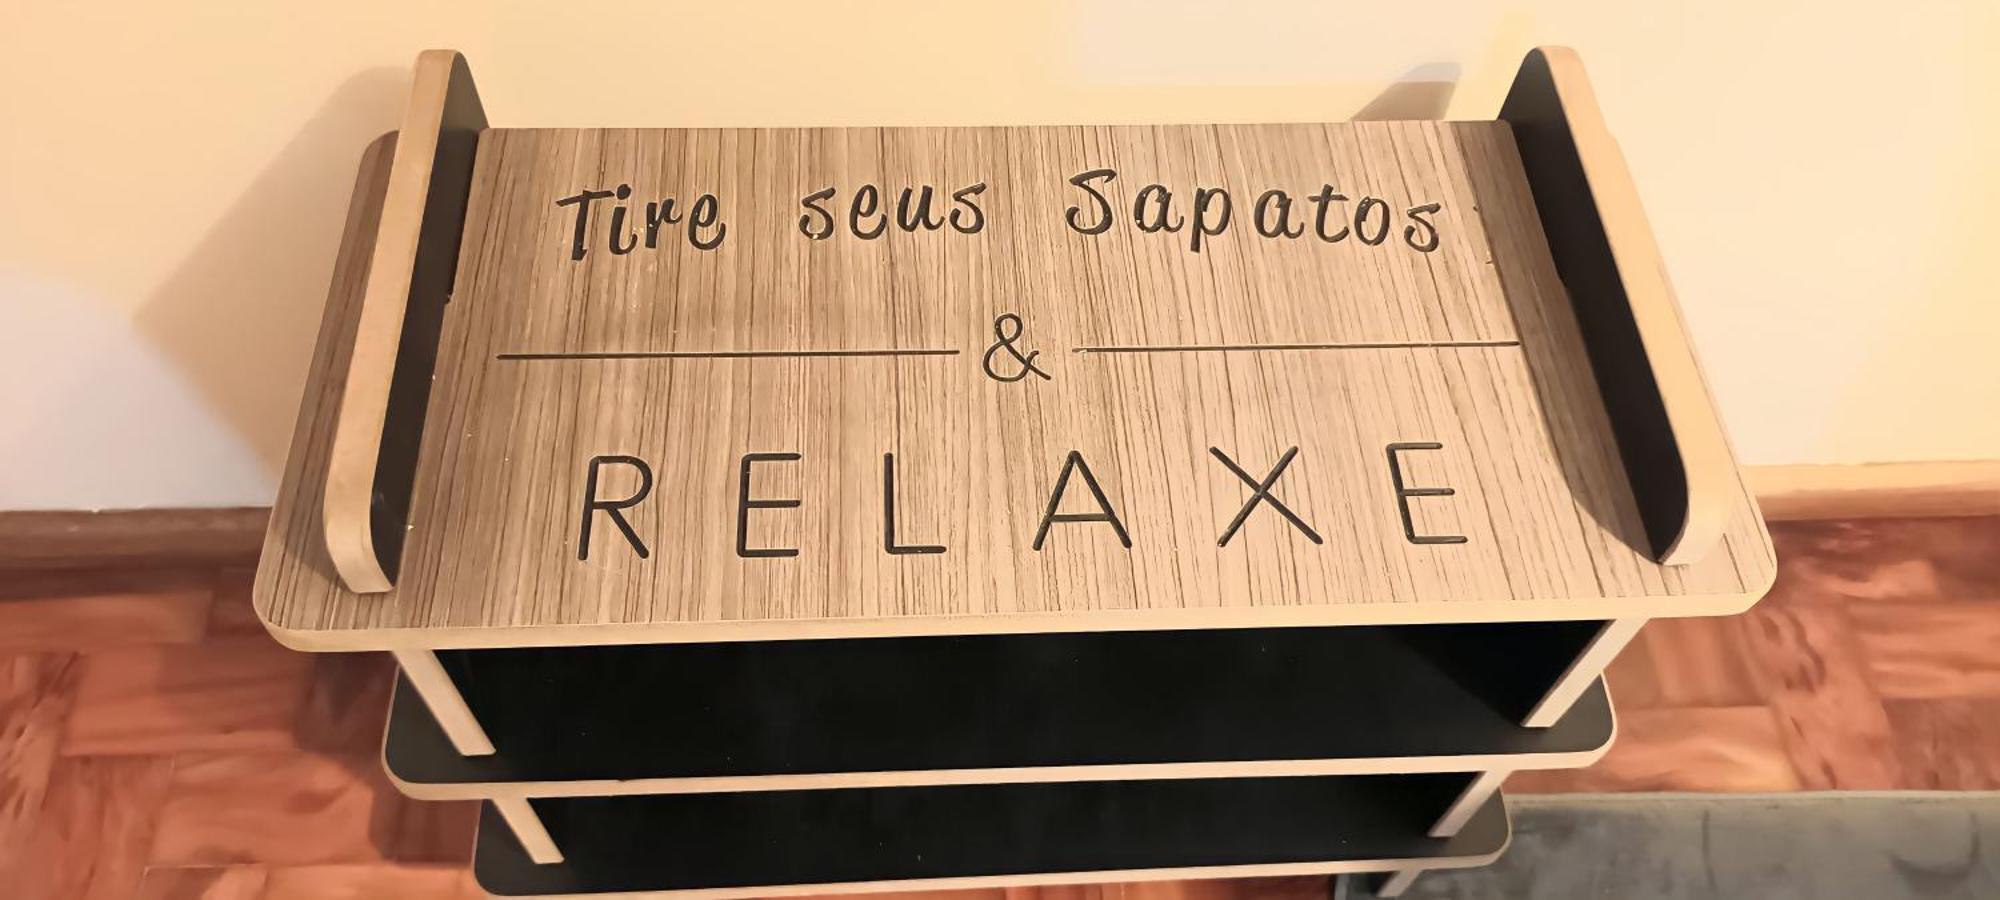 Tire seus Sapatos
&
RELAXE